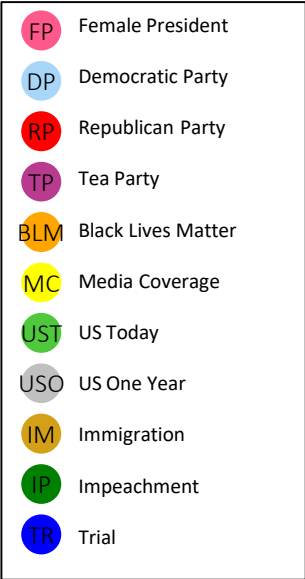 FP Female President
DP Democratic Party
RP Republican Party
TP Tea Party
BLM Black Lives Matter
MC Media Coverage
UST US Today
USO US One Year
IM Immigration
IP Impeachment
TR Trial